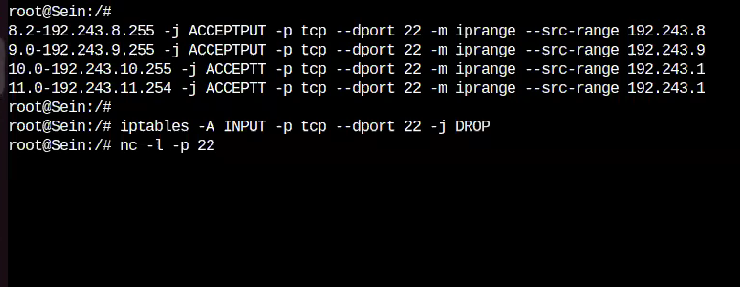 root@Sein:/#
8.2-192.243.8.255 -j ACCEPTPUT -p tcp --dport 22 -m iprange --src-range 192.243.8
9.0-192.243.9.255 -j ACCEPTT -p tcp --dport 22 -m iprange --src-range 192.243.9
10.0-192.243.10.255 -j ACCEPTT -p tcp --dport 22 -m iprange --src-range 192.243.1
11.0-192.243.11.254 -j ACCEPTT -p tcp --dport 22 -m iprange --src-range 192.243.1
root@Sein:/#
root@Sein:/# iptables -A INPUT -p tcp --dport 22 -j DROP
root@Sein:/# nc -l -p 22